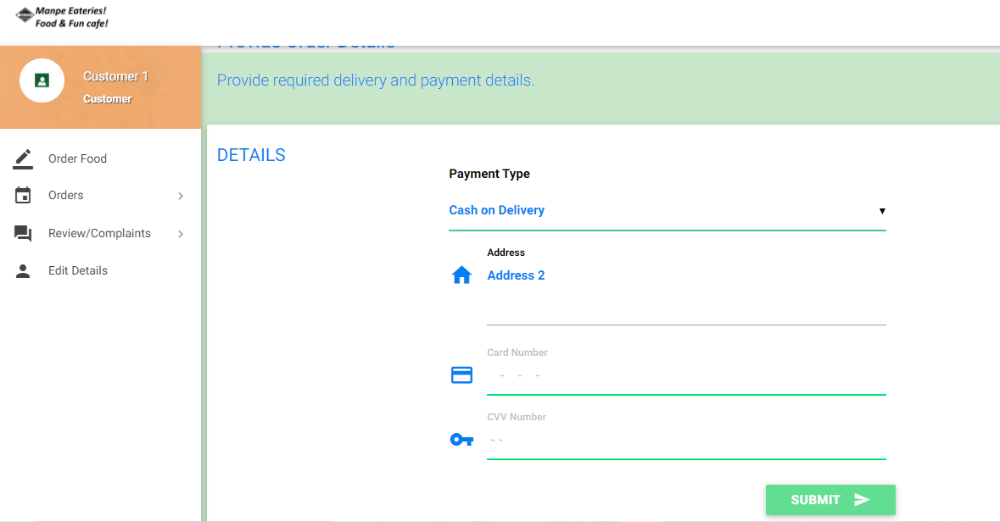 Manpe Eateries!
Food & Fun cafe!
Provide Order Details
Customer 1
Customer
Order Food
Orders
Review/Complaints
Edit Details
Provide required delivery and payment details.
DETAILS
Payment Type
Cash on Delivery
Address
Address 2
Card Number
- - -
CVV Number
- -
SUBMIT